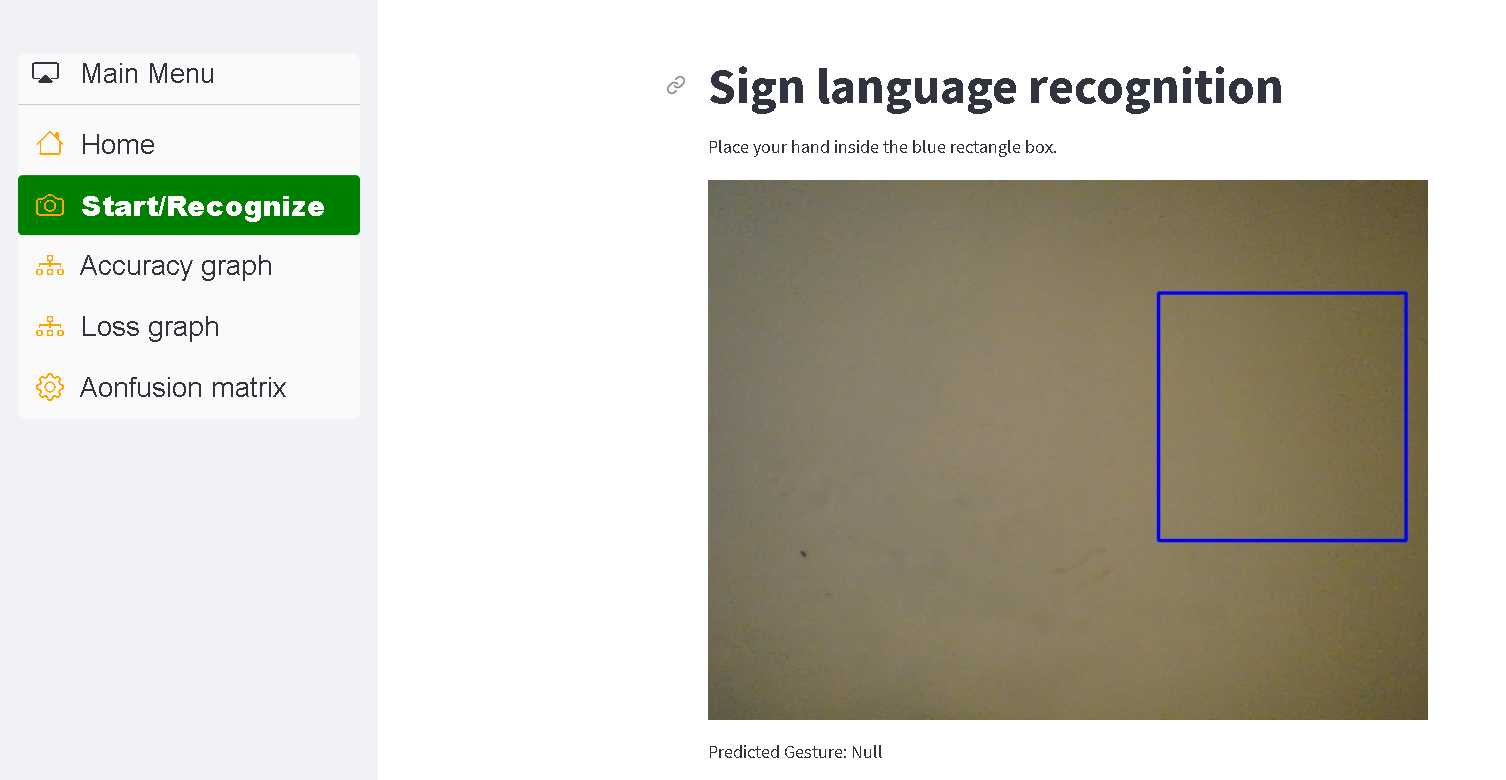 Main Menu
Home
Start/Recognize
Accuracy graph
Loss graph
Aonfusion matrix
Sign language recognition
Place your hand inside the blue rectangle box.
Predicted Gesture: Null